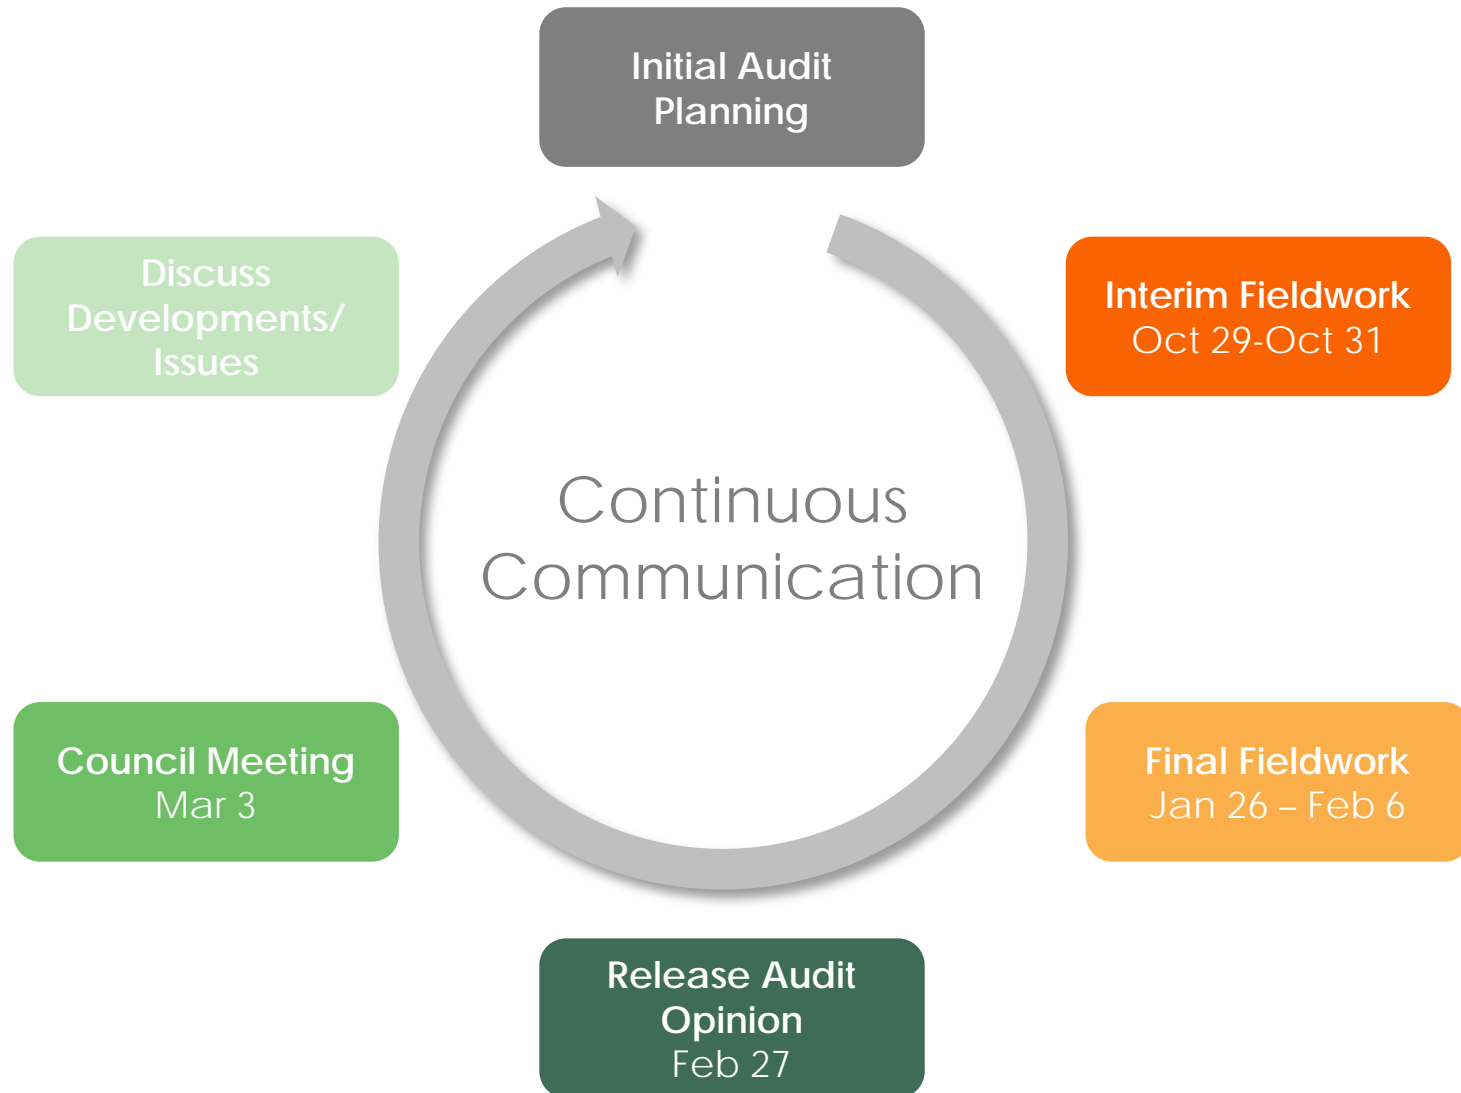 Initial Audit
Planning
Interim Fieldwork
Oct 29-Oct 31
Final Fieldwork
Jan 26 – Feb 6
Release Audit
Opinion
Feb 27
Council Meeting
Mar 3
Discuss
Developments/
Issues
Continuous
Communication